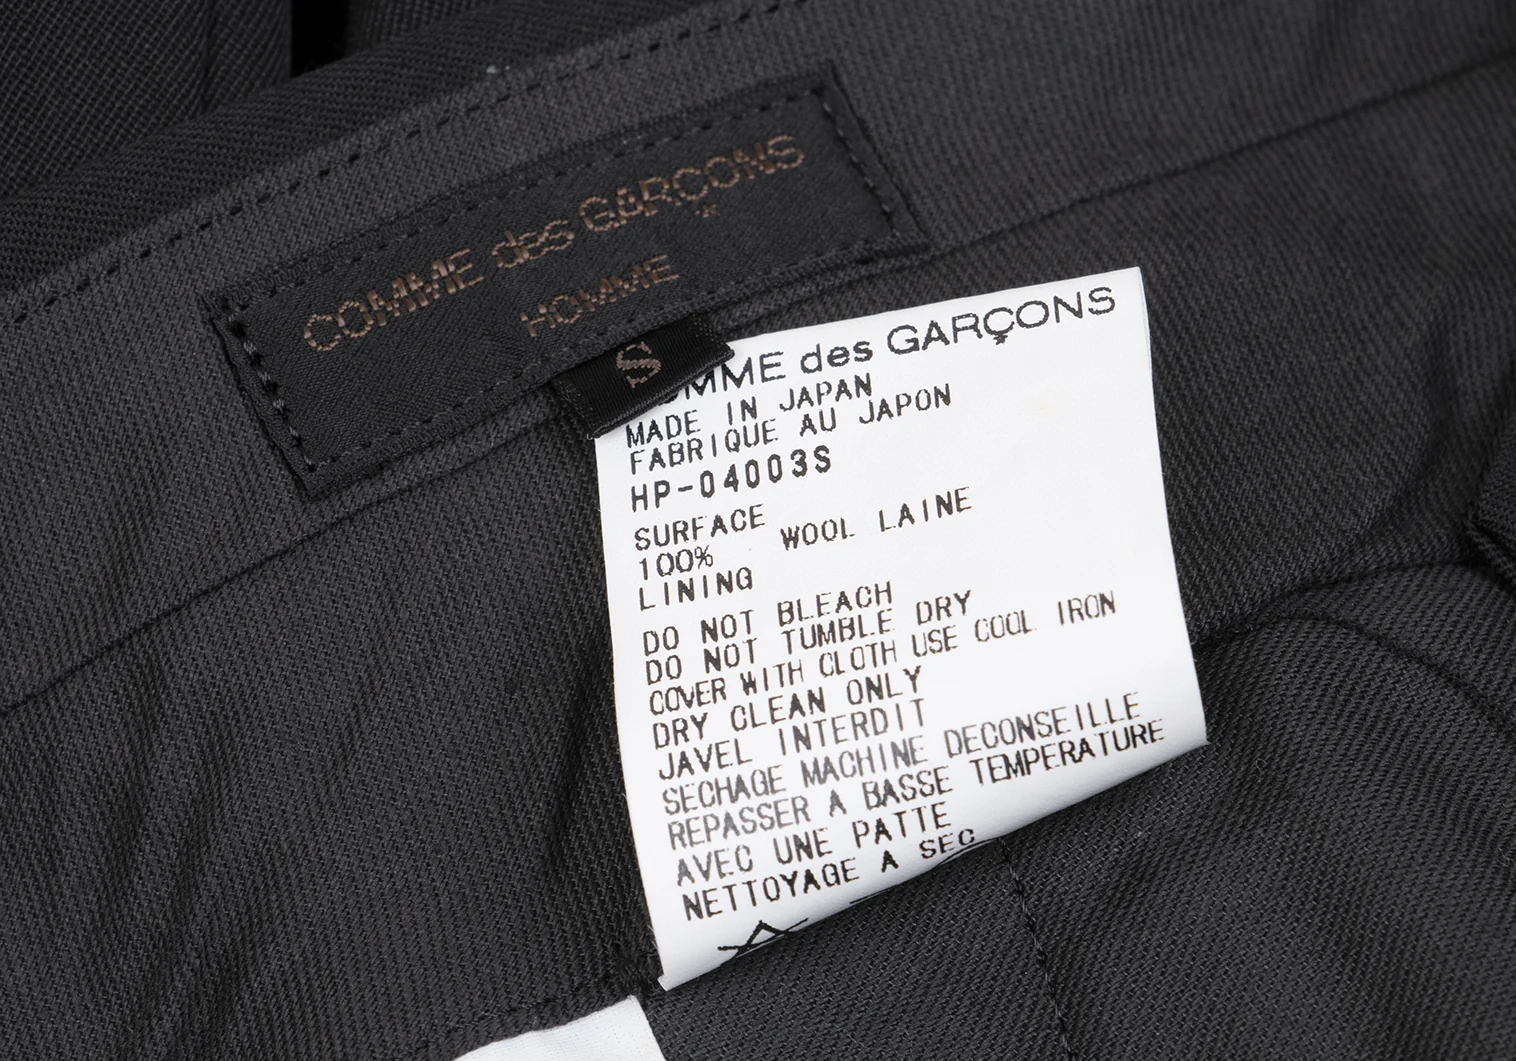 COMME des GARÇONS
HOMME
S
MME des GARÇONS
MADE IN JAPAN
FABRIQUE AU JAPON
HP-04003S
SURFACE
100% WOOL LAINE
LINING
DO NOT BLEACH
DO NOT TUMBLE DRY
COVER WITH CLOTH USE COOL IRON
DRY CLEAN ONLY
JAVEL INTERDIT
SECHAGE MACHINE DECONSEILLE
REPASSER A BASSE TEMPERATURE
AVEC UNE PATTE
NETTOYAGE A SEC